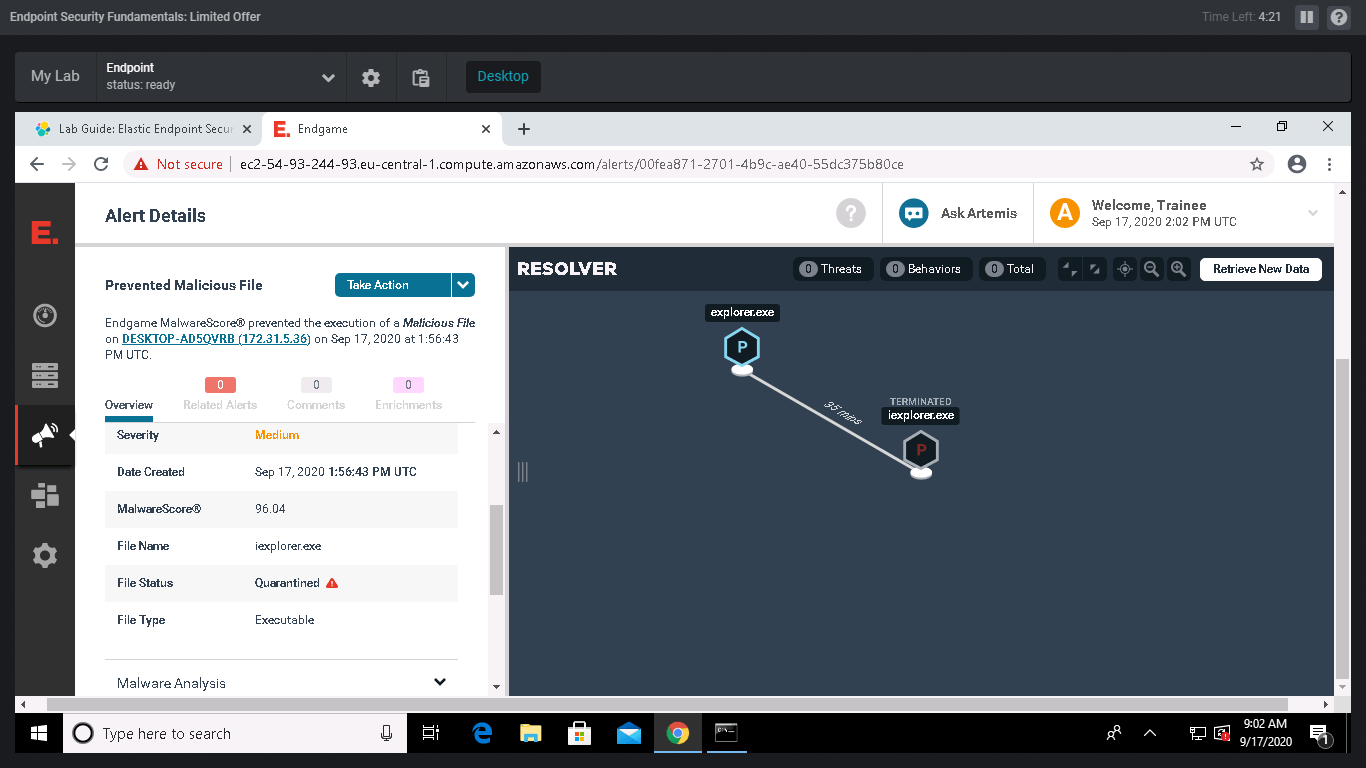 Endpoint Security Fundamentals: Limited Offer
Time Left: 4:21
My Lab
Endpoint
status: ready
Desktop
Lab Guide: Elastic Endpoint Secur
E. Endgame
Not secure
ec2-54-93-244-93.eu-central-1.compute.amazonaws.com/alerts/00fea871-2701-4b9c-ae40-55dc375b80ce
E.
Alert Details
Ask Artemis
A
Welcome, Trainee
Sep 17, 2020 2:02 PM UTC
Prevented Malicious File
Take Action
Endgame MalwareScore® prevented the execution of a Malicious File
on DESKTOP-AD5QVRB (172.31.5.36) on Sep 17, 2020 at 1:56:43
PM UTC.
0
0
0
Overview
Related Alerts
Comments
Enrichments
Severity
Medium
Date Created
Sep 17, 2020 1:56:43 PM UTC
MalwareScore®
96.04
File Name
iexplorer.exe
File Status
Quarantined
File Type
Executable
Malware Analysis
RESOLVER
0 Threats
0 Behaviors
0 Total
Retrieve New Data
explorer.exe
P
35 mins
TERMINATED
iexplorer.exe
P
Type here to search
9:02 AM
9/17/2020
1